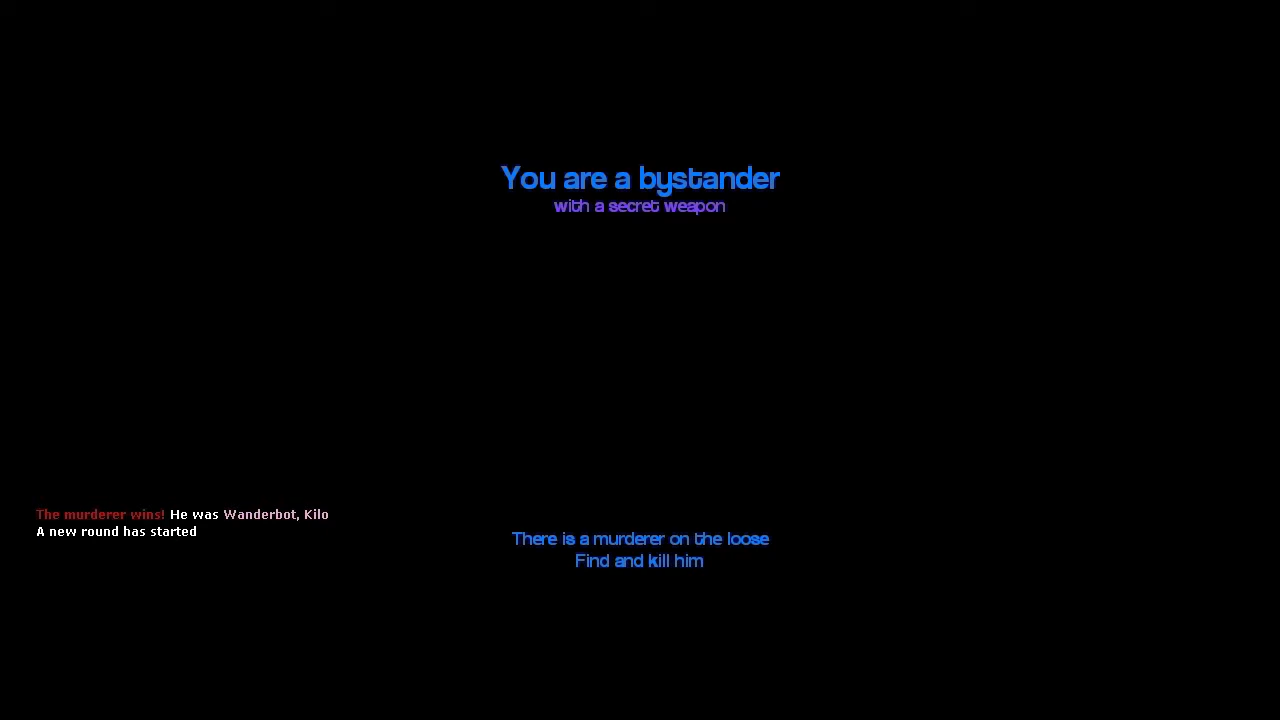 You are a bystander
with a secret weapon
The murderer wins! He was Wanderbot, Kilo
A new round has started
There is a murderer on the loose
Find and kill him